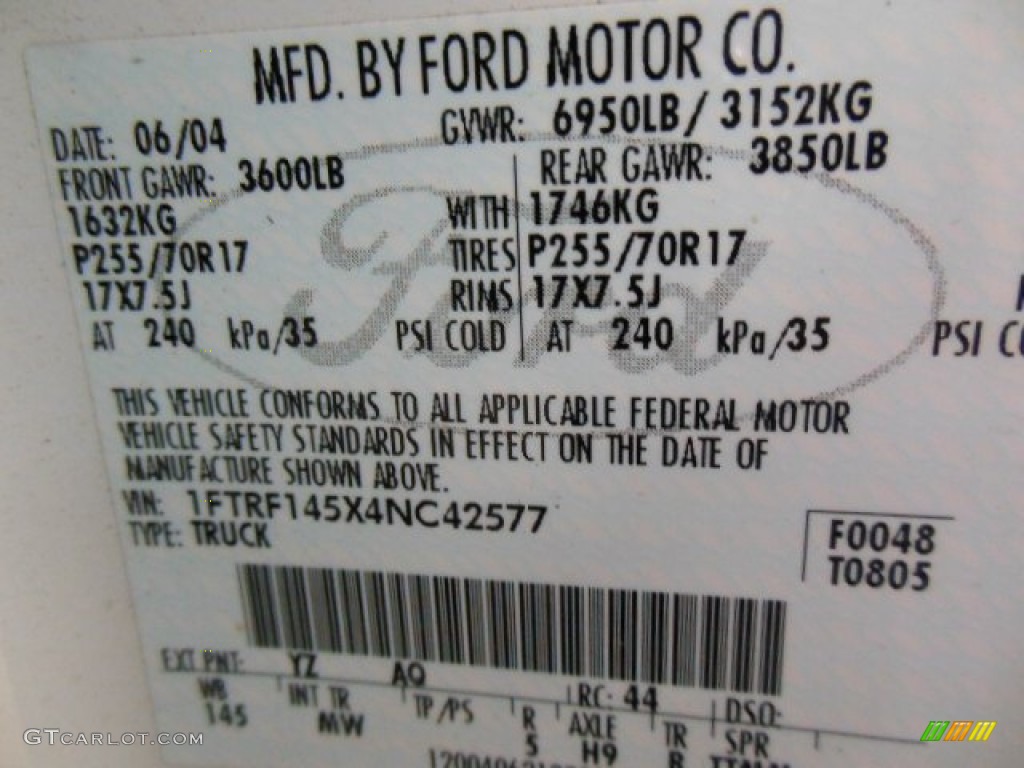 MFD. BY FORD MOTOR CO.
DATE: 06/04 GVWR: 6950LB / 3152KG
FRONT GAWR: 3600LB REAR GAWR: 3850LB
1632KG WITH 1746KG
P255/70R17 TIRES P255/70R17
17X7.5J RIMS 17X7.5J
AT 240 kPa/35 PSI COLD AT 240 kPa/35 PSI
Ford
THIS VEHICLE CONFORMS TO ALL APPLICABLE FEDERAL MOTOR
VEHICLE SAFETY STANDARDS IN EFFECT ON THE DATE OF
MANUFACTURE SHOWN ABOVE.
VIN: 1FTRF145X4NC42577
TYPE: TRUCK
F0048
T0805
EXT PNT: YZ AQ RC: 44 DSO:
WB INT TR TP/PS R AXLE TR SPR
145 MW 5 H9
GTCARLOT.COM